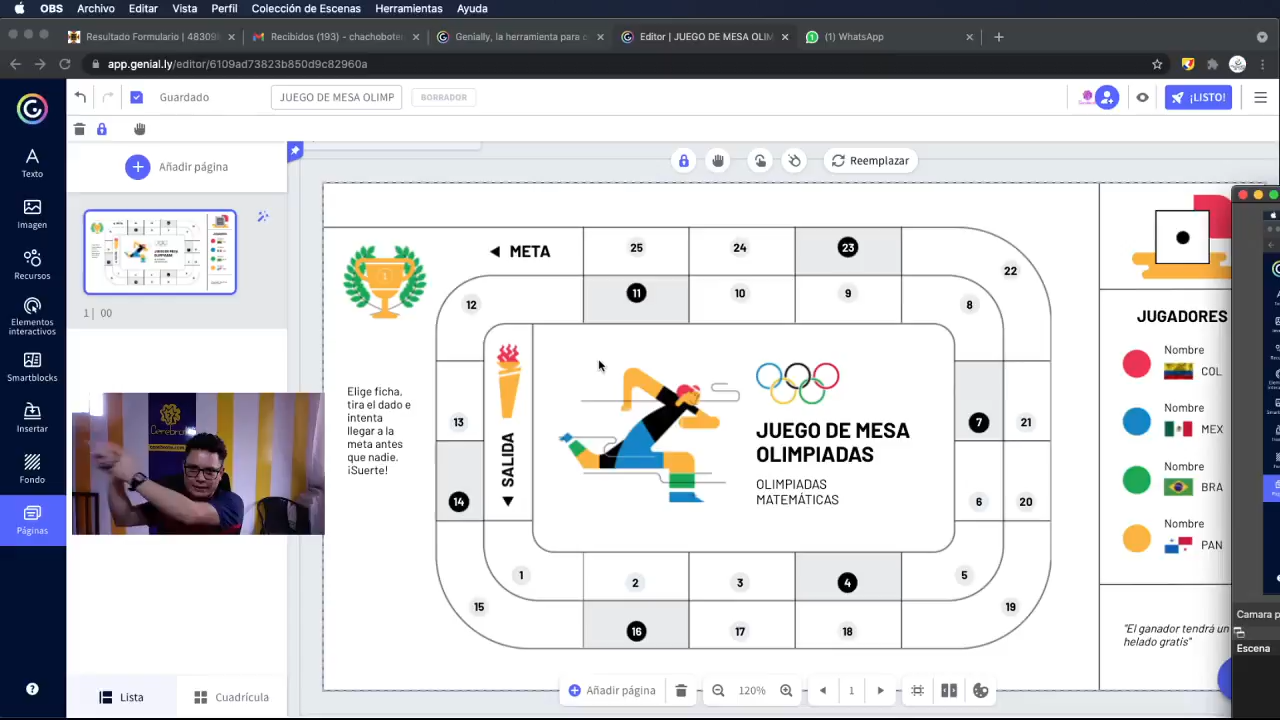 OBS Archivo Editar Vista Perfil Colección de Escenas Herramientas Ayuda
Resultado Formulario | 48309
Recibidos (193) - chachobote
Genially, la herramienta para c
Editor | JUEGO DE MESA OLIM
(1) WhatsApp
app.genial.ly/editor/6109ad73823b850d9c82960a
Guardado
JUEGO DE MESA OLIMP
BORRADOR
¡LISTO!
Añadir página
Reemplazar
Texto
Imagen
Recursos
Elementos
interactivos
Smartblocks
Insertar
Fondo
Páginas
1 | 00
META
25
24
23
22
12
11
10
9
8
1
Elige ficha,
tira el dado e
intenta
llegar a la
meta antes
que nadie.
¡Suerte!
13
14
SALIDA
JUEGO DE MESA
OLIMPIADAS
OLIMPIADAS
MATEMÁTICAS
7
21
6
20
1
2
3
4
5
15
16
17
18
19
JUGADORES
Nombre
COL
Nombre
MEX
Nombre
BRA
Nombre
PAN
"El ganador tendrá un
helado gratis"
Camara p
Escena
Lista
Cuadrícula
Añadir página
120%
1